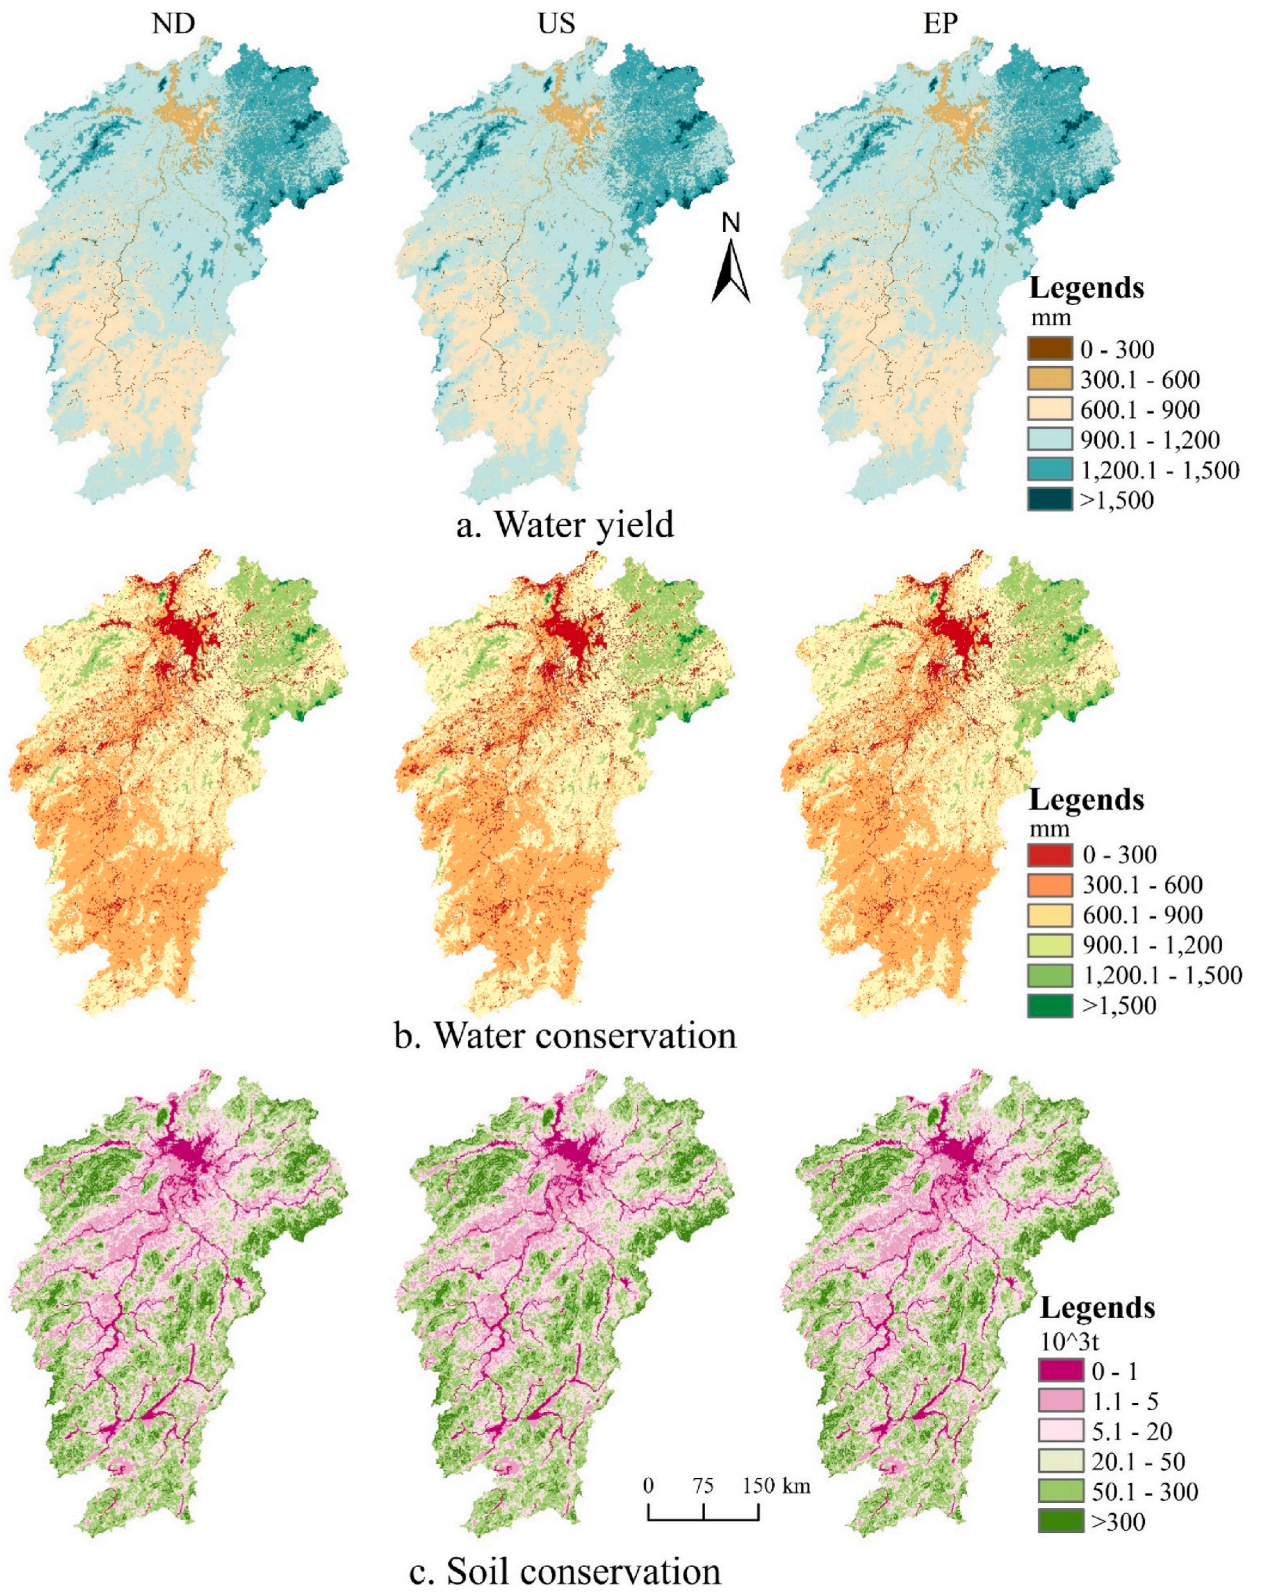 ND US EP
N
Legends
mm
0 - 300
300.1 - 600
600.1 - 900
900.1 - 1,200
1,200.1 - 1,500
>1,500
a. Water yield
Legends
mm
0 - 300
300.1 - 600
600.1 - 900
900.1 - 1,200
1,200.1 - 1,500
>1,500
b. Water conservation
Legends
10^3t
0 - 1
1.1 - 5
5.1 - 20
20.1 - 50
50.1 - 300
>300
0 75 150 km
c. Soil conservation